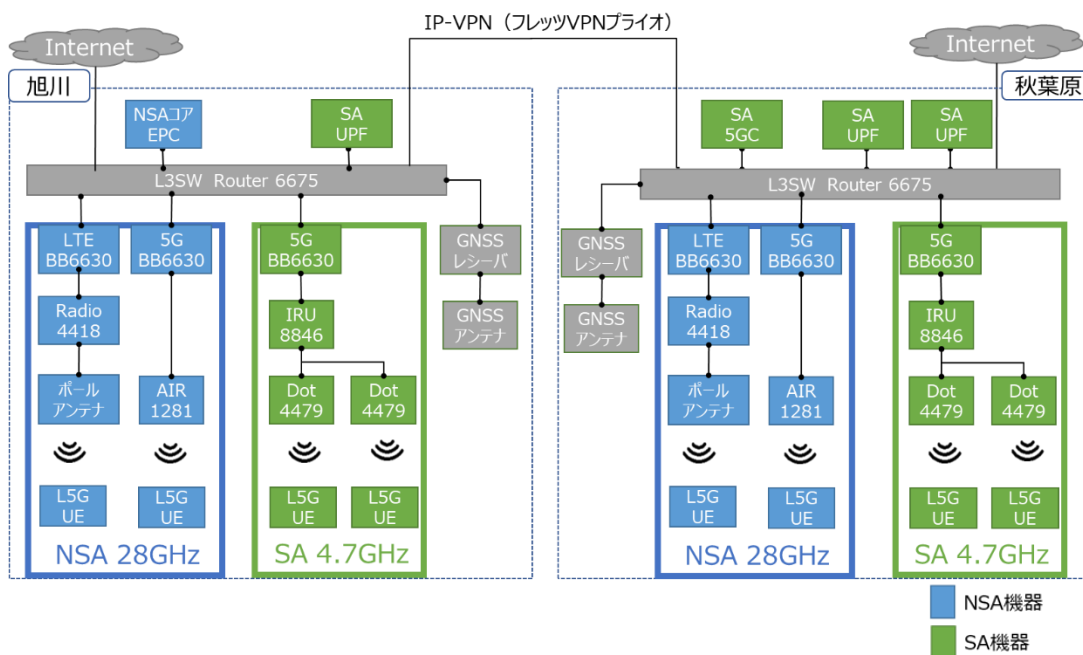 IP-VPN（フレッツVPNプライオ）
Internet
Internet
旭川
秋葉原
NSAコア
EPC
SA
UPF
SA
5GC
SA
UPF
SA
UPF
L3SW Router 6675
L3SW Router 6675
LTE
BB6630
5G
BB6630
5G
BB6630
GNSS
レシーバ
GNSS
レシーバ
LTE
BB6630
5G
BB6630
5G
BB6630
Radio
4418
IRU
8846
GNSS
アンテナ
GNSS
アンテナ
Radio
4418
IRU
8846
ポール
アンテナ
AIR
1281
Dot
4479
Dot
4479
ポール
アンテナ
AIR
1281
Dot
4479
Dot
4479
L5G
UE
L5G
UE
L5G
UE
L5G
UE
L5G
UE
L5G
UE
L5G
UE
L5G
UE
NSA 28GHz
SA 4.7GHz
NSA 28GHz
SA 4.7GHz
NSA機器
SA機器